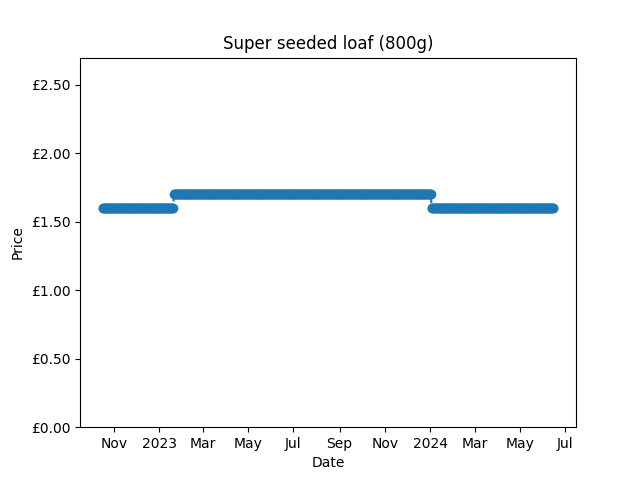 Super seeded loaf (800g)
£2.50
£2.00
£1.50
£1.00
£0.50
£0.00
Price
Nov 2023 Mar May Jul Sep Nov 2024 Mar May Jul
Date